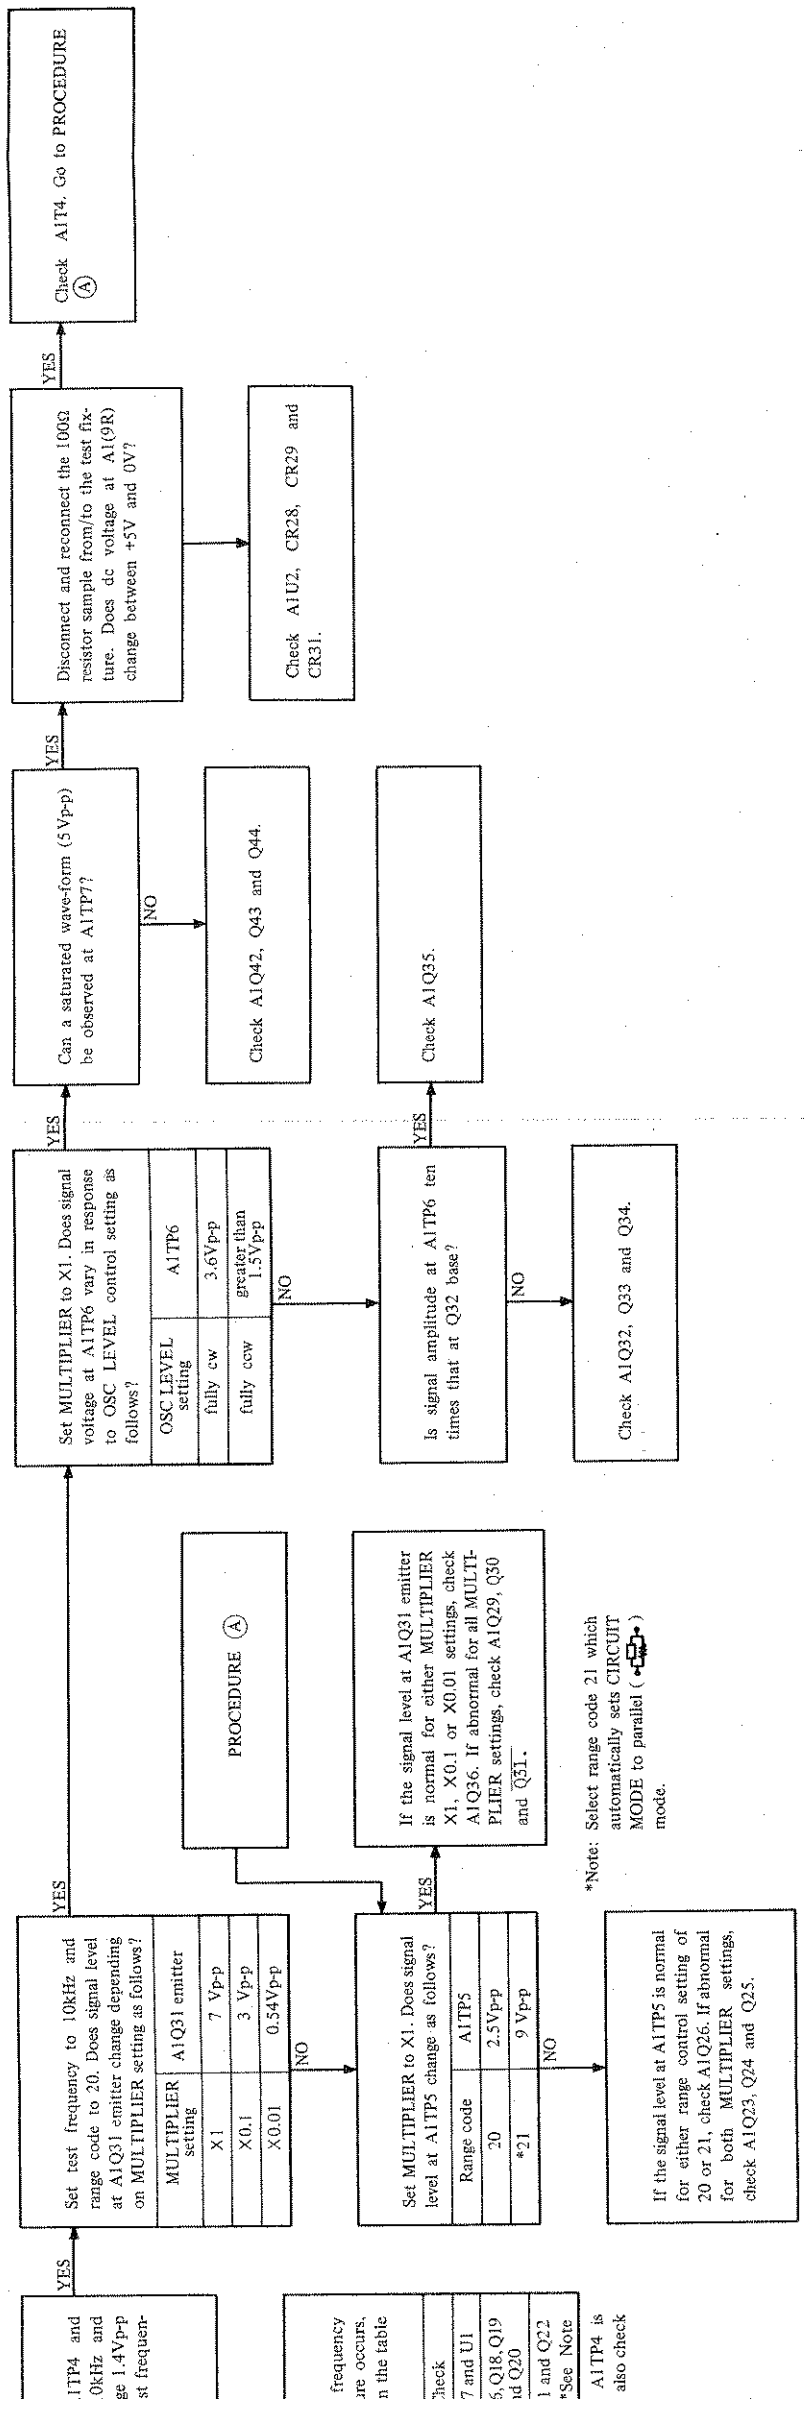 ITP4 and
0kHz and
ge 1.4Vp-p
st frequen-
YES
frequency
re occurs,
n the table
heck
7 and U1
6, Q18, Q19
d Q20
1 and Q22
*See Note
A1TP4 is
also check
Set test frequency to 10kHz and
range code to 20. Does signal level
at A1Q31 emitter change depending
on MULTIPLIER setting as follows?
MULTIPLIER setting A1Q31 emitter
X1 7 Vp-p
X0.1 3 Vp-p
X0.01 0.54Vp-p
YES
NO
Set MULTIPLIER to X1. Does signal
level at A1TP5 change as follows?
Range code A1TP5
20 2.5Vp-p
*21 9 Vp-p
YES
NO
If the signal level at A1TP5 is normal
for either range control setting of
20 or 21, check A1Q26. If abnormal
for both MULTIPLIER settings,
check A1Q23, Q24 and Q25.
PROCEDURE A
If the signal level at A1Q31 emitter
is normal for either MULTIPLIER
X1, X0.1 or X0.01 settings, check
A1Q36. If abnormal for all MULTI-
PLIER settings, check A1Q29, Q30
and Q31.
*Note: Select range code 21 which
automatically sets CIRCUIT
MODE to parallel ( )
mode.
Set MULTIPLIER to X1. Does signal
voltage at A1TP6 vary in response
to OSC LEVEL control setting as
follows?
OSC LEVEL setting A1TP6
fully cw 3.6Vp-p
fully ccw greater than 1.5Vp-p
YES
NO
Is signal amplitude at A1TP6 ten
times that at Q32 base?
YES
NO
Check A1Q32, Q33 and Q34.
Check A1Q35.
Can a saturated wave-form (5Vp-p)
be observed at A1TP7?
YES
NO
Check A1Q42, Q43 and Q44.
Disconnect and reconnect the 100Ω
resistor sample from/to the test fix-
ture. Does dc voltage at A1(9R)
change between +5V and 0V?
YES
Check A1U2, CR28, CR29 and
CR31.
Check A1T4. Go to PROCEDURE
A